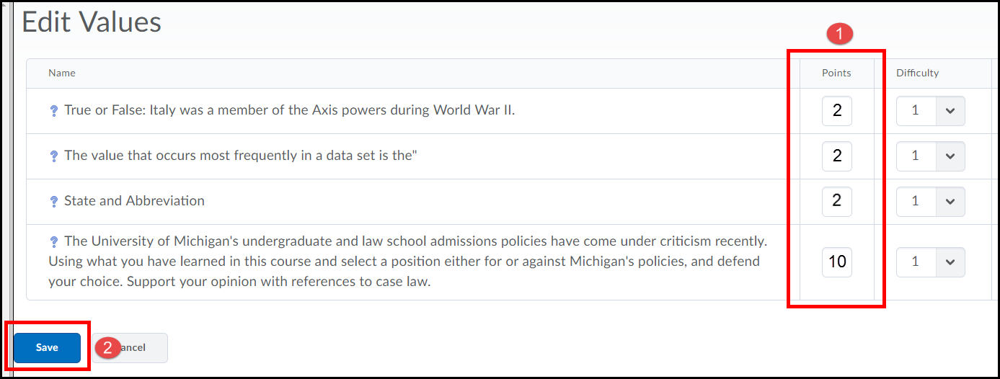 Edit Values
1
Name Points Difficulty
? True or False: Italy was a member of the Axis powers during World War II. 2 1
? The value that occurs most frequently in a data set is the" 2 1
? State and Abbreviation 2 1
? The University of Michigan's undergraduate and law school admissions policies have come under criticism recently.
Using what you have learned in this course and select a position either for or against Michigan's policies, and defend 10 1
your choice. Support your opinion with references to case law.
Save 2 ancel